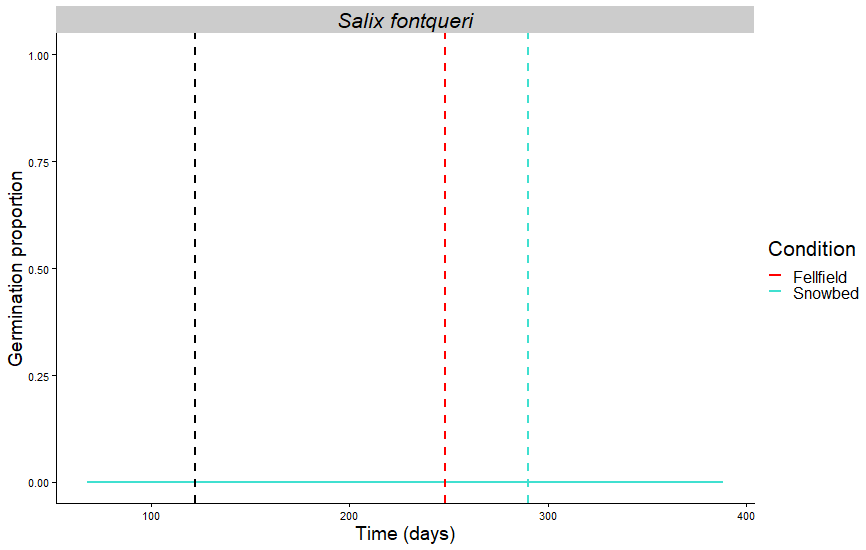 Salix fontqueri
1.00
0.75
0.50
0.25
0.00
Germination proportion
100
200
300
400
Time (days)
Condition
Fellfield
Snowbed